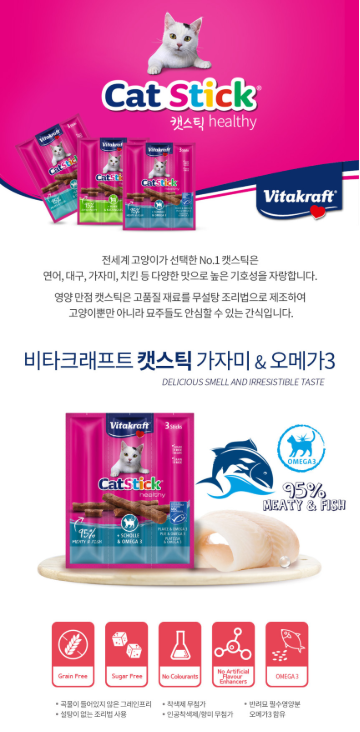 Cat Stick
캣스틱 healthy
Vitakraft
전세계 고양이가 선택한 No.1 캣스틱은
연어, 대구, 가자미, 치킨 등 다양한 맛으로 높은 기호성을 자랑합니다.
영양 만점 캣스틱은 고품질 재료를 무설탕 조리법으로 제조하여
고양이뿐만 아니라 묘주들도 안심할 수 있는 간식입니다.
비타크래프트 캣스틱 가자미 & 오메가3
DELICIOUS SMELL AND IRRESISTIBLE TASTE
Vitakraft
3 Sticks
Cat Stick
healthy
95%
MEATY & FISH
+ SCHOLLE
& OMEGA 3
OMEGA3
95%
MEATY & FISH
Grain Free
Sugar Free
No Colourants
No Artificial
Flavour
Enhancers
OMEGA 3
• 곡물이 들어있지 않은 그레인프리
• 설탕이 없는 조리법 사용
• 착색제 무첨가
• 인공착색제/향미 무첨가
• 반려묘 필수영양분
오메가3 함유